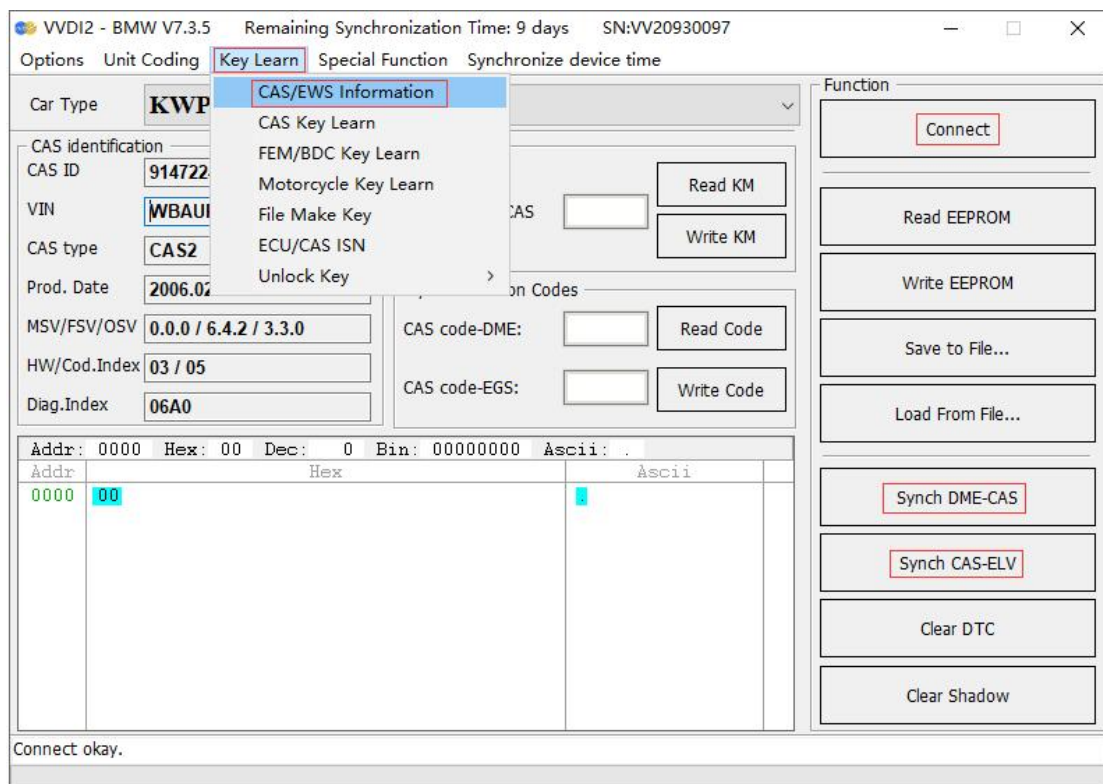 VVDI2 - BMW V7.3.5 Remaining Synchronization Time: 9 days SN:VV20930097
Options Unit Coding Key Learn Special Function Synchronize device time
CAS/EWS Information
CAS Key Learn
FEM/BDC Key Learn
Motorcycle Key Learn
File Make Key
ECU/CAS ISN
Unlock Key >
Car Type KWP
CAS identification
CAS ID 914722
VIN WBAU
CAS type CAS2
Prod. Date 2006.02
MSV/FSV/OSV 0.0.0 / 6.4.2 / 3.3.0
HW/Cod.Index 03 / 05
Diag.Index 06A0
CAS
Read KM
Write KM
on Codes
CAS code-DME: Read Code
CAS code-EGS: Write Code
Addr: 0000 Hex: 00 Dec: 0 Bin: 00000000 Ascii: .
Addr Hex Ascii
0000 00 .
Function
Connect
Read EEPROM
Write EEPROM
Save to File...
Load From File...
Synch DME-CAS
Synch CAS-ELV
Clear DTC
Clear Shadow
Connect okay.